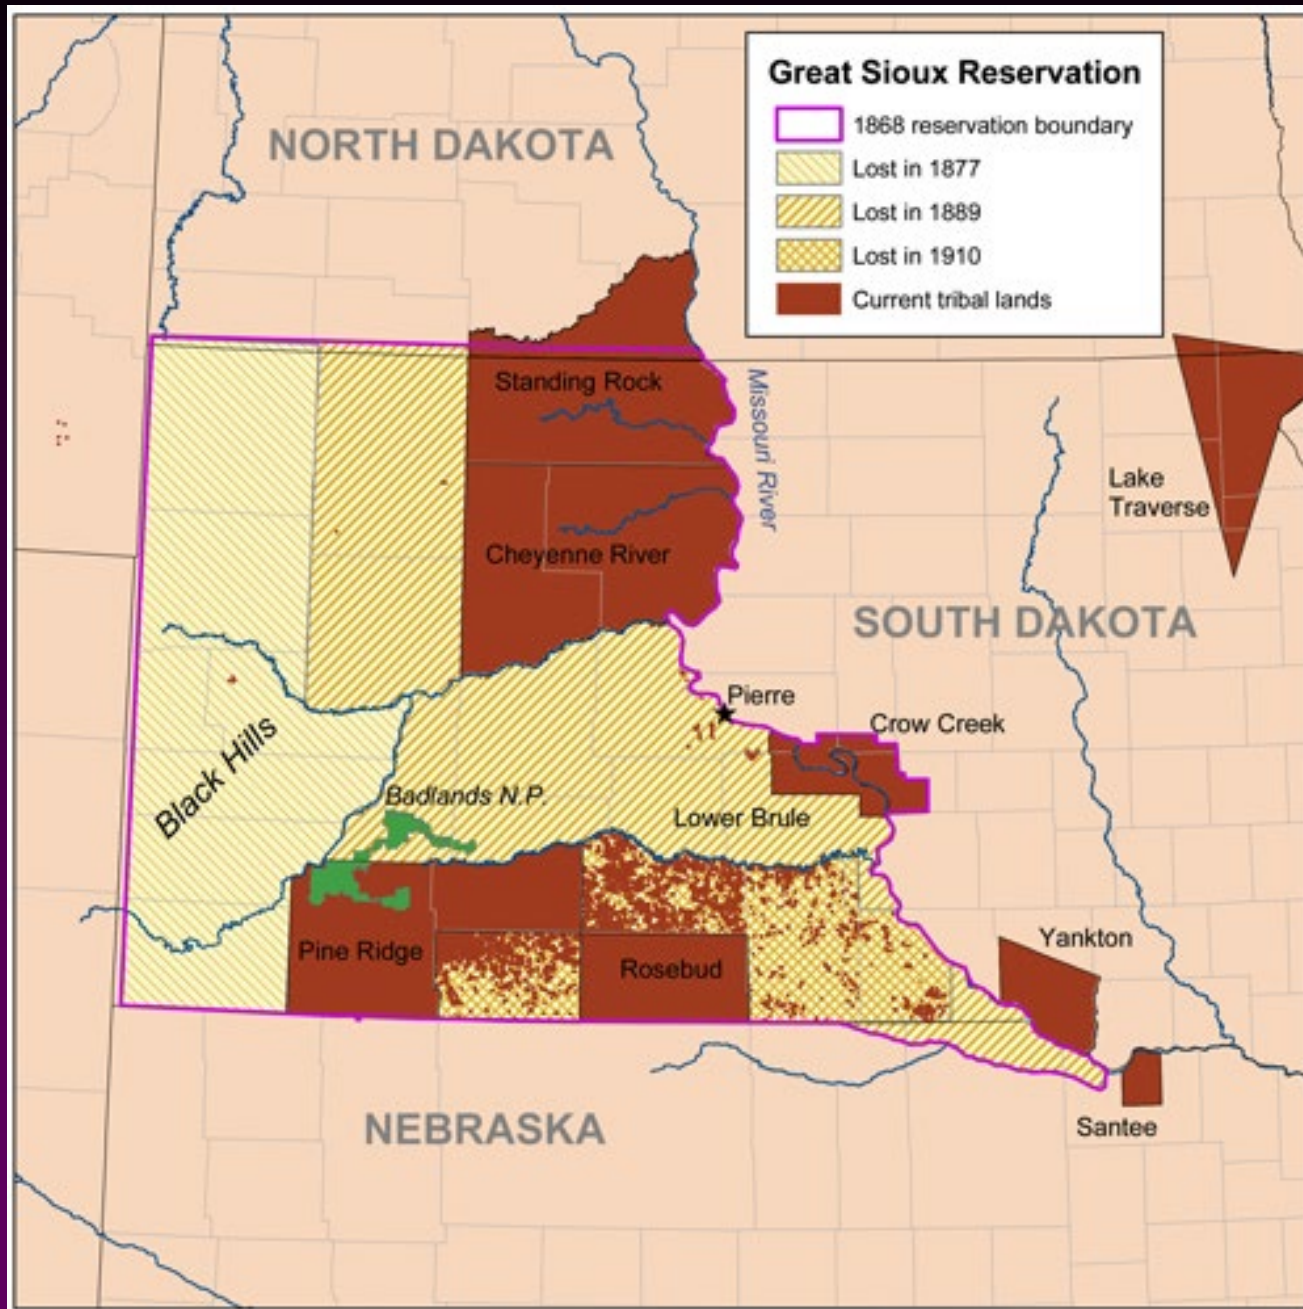 Great Sioux Reservation
1868 reservation boundary
Lost in 1877
Lost in 1889
Lost in 1910
Current tribal lands
NORTH DAKOTA
Standing Rock
Missouri River
Lake
Traverse
Cheyenne River
SOUTH DAKOTA
Pierre
Crow Creek
Black Hills
Badlands N.P.
Lower Brule
Pine Ridge
Rosebud
Yankton
NEBRASKA
Santee